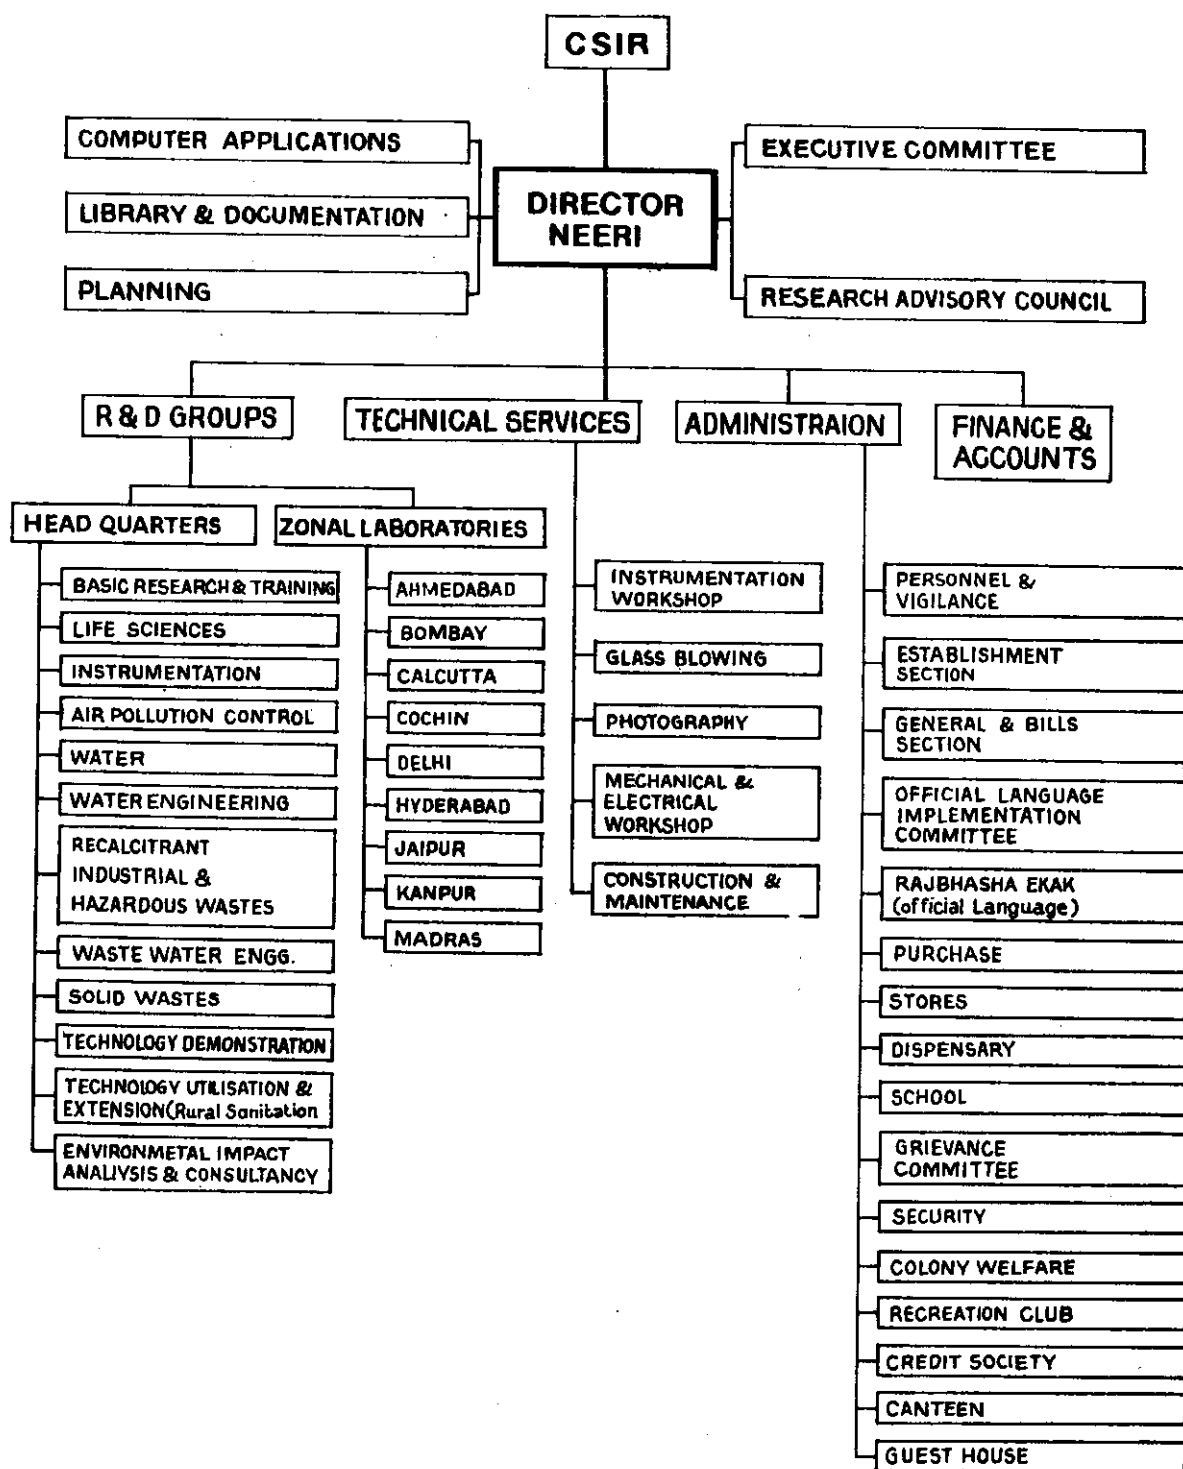 CSIR
COMPUTER APPLICATIONS
LIBRARY & DOCUMENTATION
PLANNING
DIRECTOR
NEERI
EXECUTIVE COMMITTEE
RESEARCH ADVISORY COUNCIL
R & D GROUPS
TECHNICAL SERVICES
ADMINISTRAION
FINANCE &
ACCOUNTS
HEAD QUARTERS
BASIC RESEARCH & TRAINING
LIFE SCIENCES
INSTRUMENTATION
AIR POLLUTION CONTROL
WATER
WATER ENGINEERING
RECALCITRANT
INDUSTRIAL &
HAZARDOUS WASTES
WASTE WATER ENGG.
SOLID WASTES
TECHNOLOGY DEMONSTRATION
TECHNOLOGY UTILISATION &
EXTENSION(Rural Sanitation
ENVIRONMETAL IMPACT
ANALIYSIS & CONSULTANCY
ZONAL LABORATORIES
AHMEDABAD
BOMBAY
CALCUTTA
COCHIN
DELHI
HYDERABAD
JAIPUR
KANPUR
MADRAS
INSTRUMENTATION
WORKSHOP
GLASS BLOWING
PHOTOGRAPHY
MECHANICAL &
ELECTRICAL
WORKSHOP
CONSTRUCTION &
MAINTENANCE
PERSONNEL &
VIGILANCE
ESTABLISHMENT
SECTION
GENERAL & BILLS
SECTION
OFFICIAL LANGUAGE
IMPLEMENTATION
COMMITTEE
RAJBHASHA EKAK
(official Language)
PURCHASE
STORES
DISPENSARY
SCHOOL
GRIEVANCE
COMMITTEE
SECURITY
COLONY WELFARE
RECREATION CLUB
CREDIT SOCIETY
CANTEEN
GUEST HOUSE